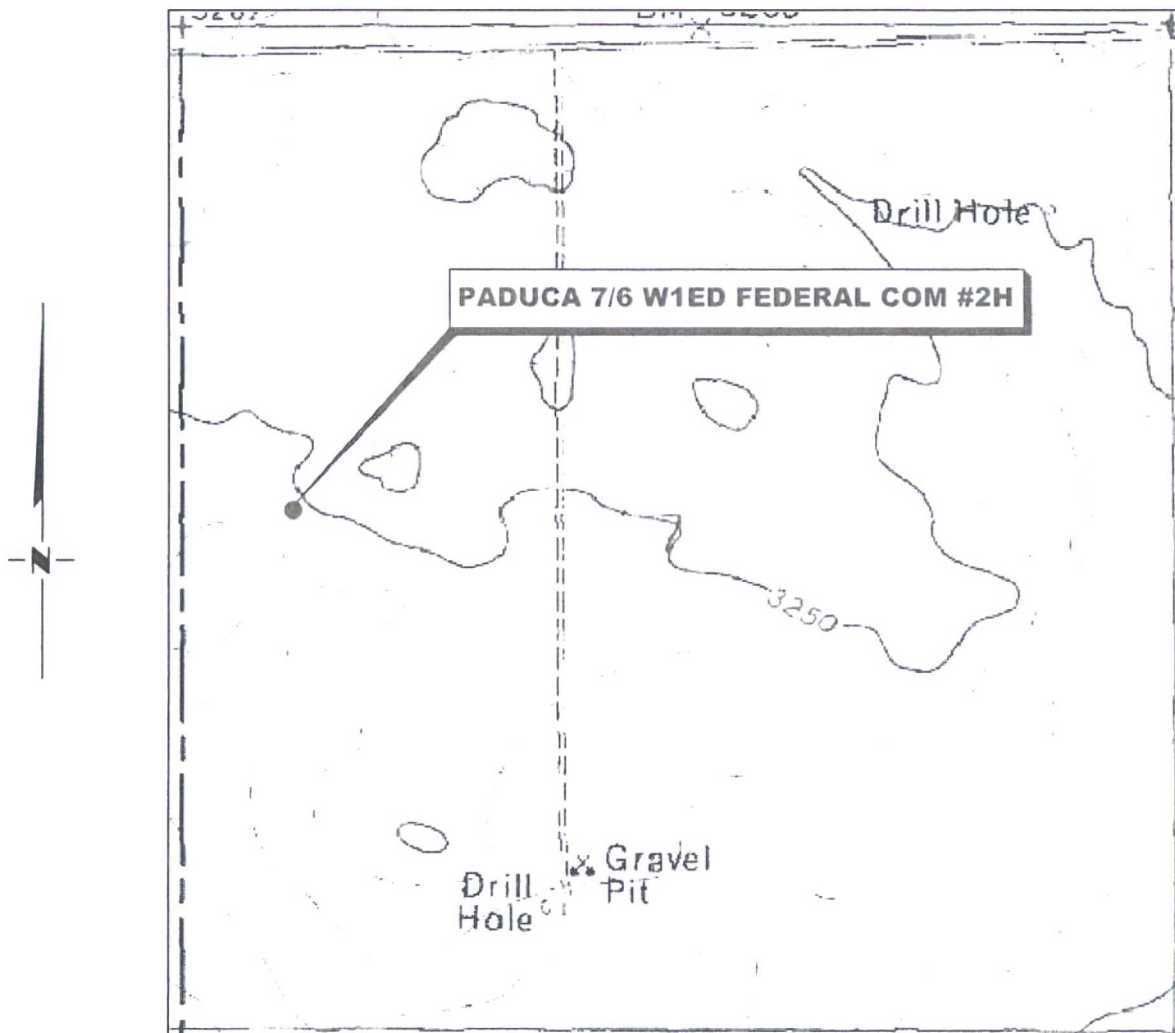 Drill Hole
PADUCA 7/6 W1ED FEDERAL COM #2H
N
3250
Gravel
Pit
Drill
Hole